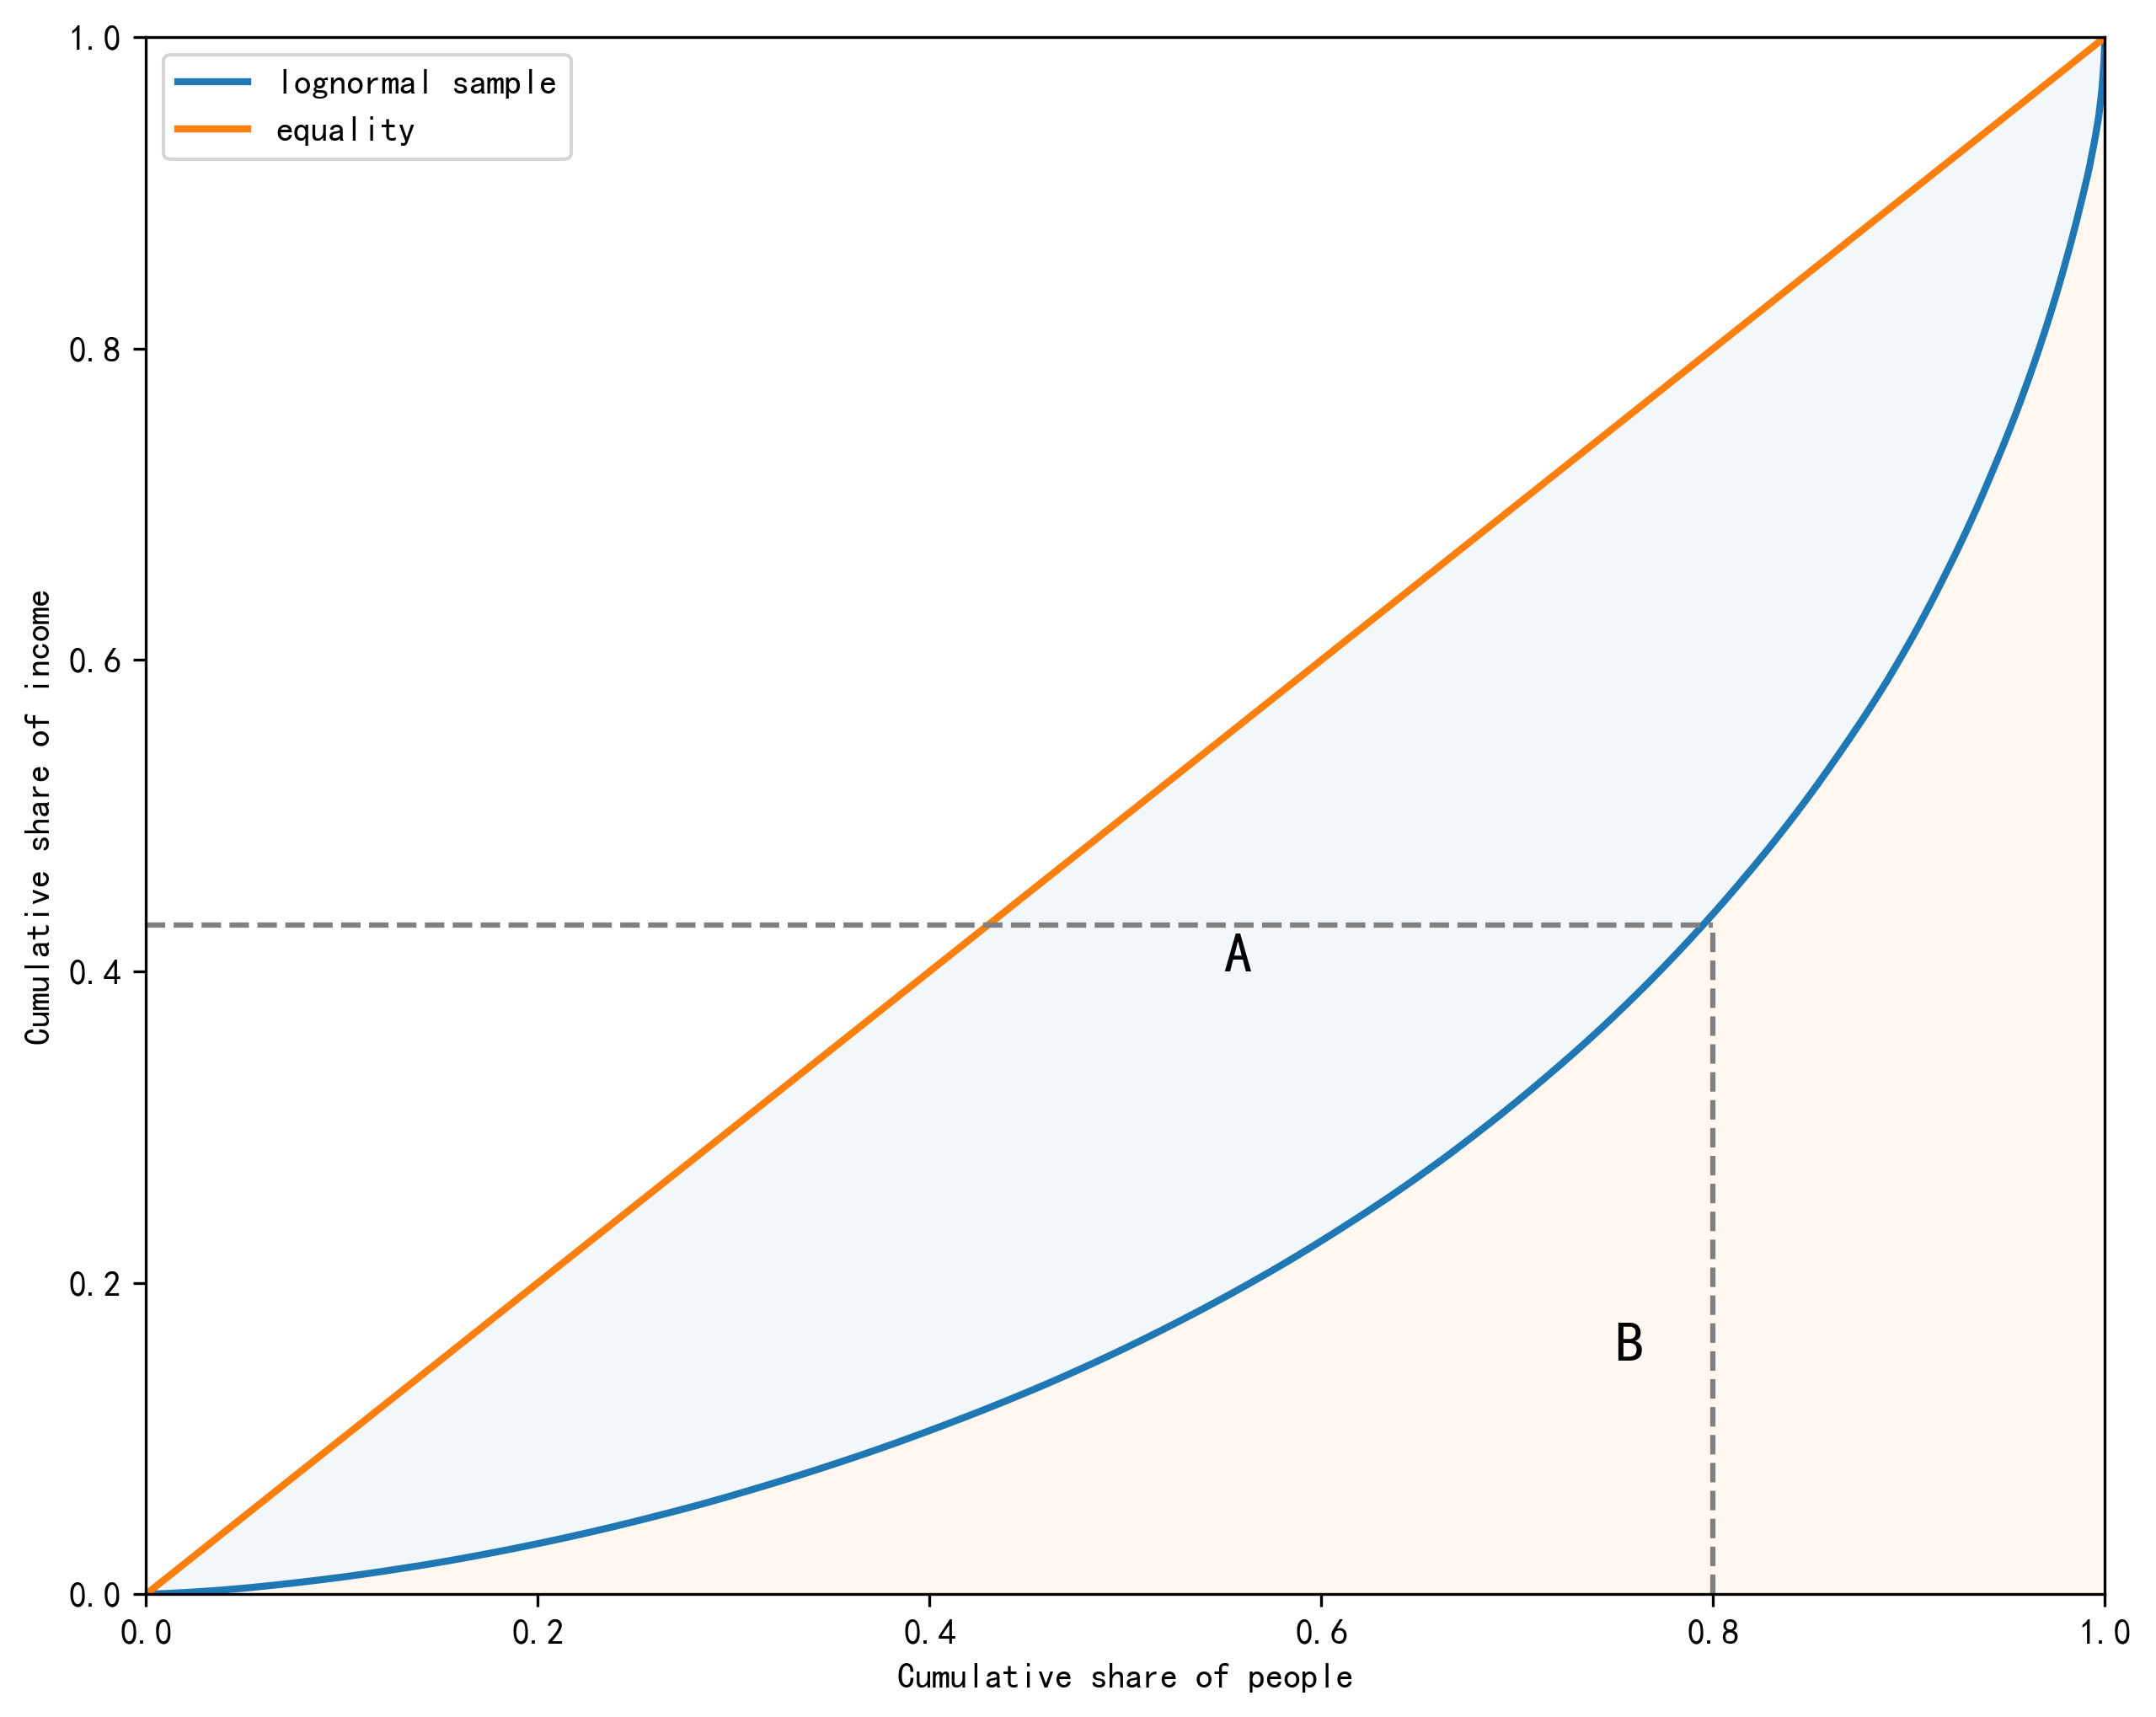 lognormal sample
equality
1.0
0.8
0.6
0.4
0.2
0.0
Cumulative share of income
A
B
0.0 0.2 0.4 0.6 0.8 1.0
Cumulative share of people